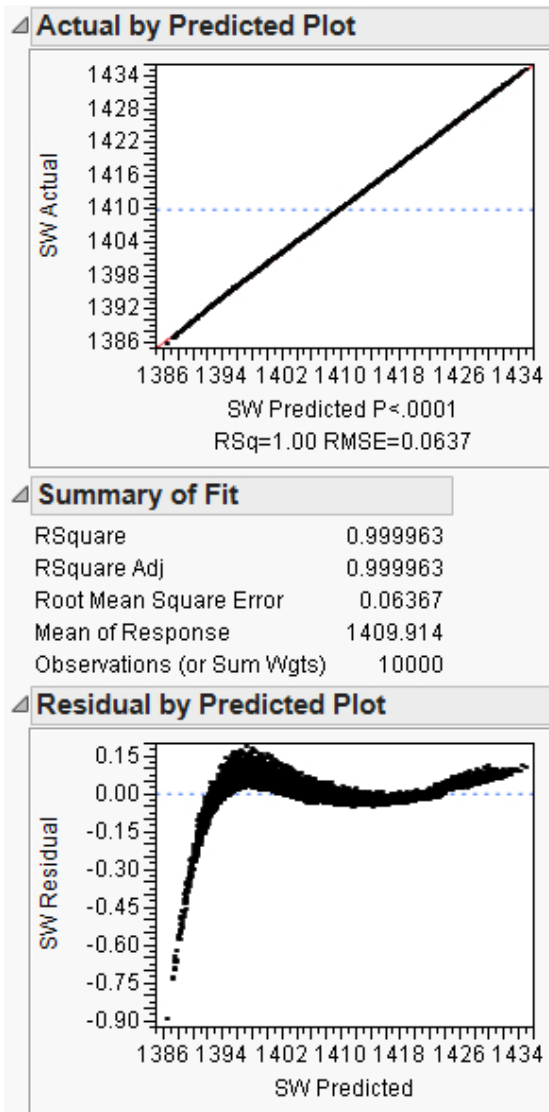 Actual by Predicted Plot
1434
1428
1422
1416
1410
1404
1398
1392
1386
SW Actual
1386 1394 1402 1410 1418 1426 1434
SW Predicted P<.0001
RSq=1.00 RMSE=0.0637
Summary of Fit
RSquare 0.999963
RSquare Adj 0.999963
Root Mean Square Error 0.06367
Mean of Response 1409.914
Observations (or Sum Wgts) 10000
Residual by Predicted Plot
0.15
0.00
-0.15
-0.30
-0.45
-0.60
-0.75
-0.90
SW Residual
1386 1394 1402 1410 1418 1426 1434
SW Predicted